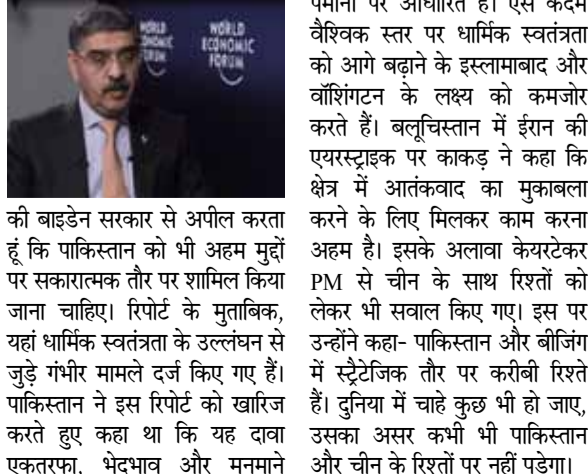 WORLD
ECONOMIC
FORUM
WORLD
ECONOMIC
FORUM
की बाइडेन सरकार से अपील करता
हूं कि पाकिस्तान को भी अहम मुद्दों
पर सकारात्मक तौर पर शामिल किया
जाना चाहिए। रिपोर्ट के मुताबिक,
यहां धार्मिक स्वतंत्रता के उल्लंघन से
जुड़े गंभीर मामले दर्ज किए गए हैं।
पाकिस्तान ने इस रिपोर्ट को खारिज
करते हुए कहा था कि यह दावा
एकतरफा, भेदभाव और मनमाने
पैमानों पर आधारित है। ऐसे कदम
वैश्विक स्तर पर धार्मिक स्वतंत्रता
को आगे बढ़ाने के इस्लामाबाद और
वॉशिंगटन के लक्ष्य को कमजोर
करते हैं। बलूचिस्तान में ईरान की
एयरस्ट्राइक पर काकड़ ने कहा कि
क्षेत्र में आतंकवाद का मुकाबला
करने के लिए मिलकर काम करना
अहम है। इसके अलावा केयरटेकर
PM से चीन के साथ रिश्तों को
लेकर भी सवाल किए गए। इस पर
उन्होंने कहा- पाकिस्तान और बीजिंग
में स्ट्रैटेजिक तौर पर करीबी रिश्ते
हैं। दुनिया में चाहे कुछ भी हो जाए,
उसका असर कभी भी पाकिस्तान
और चीन के रिश्तों पर नहीं पड़ेगा।